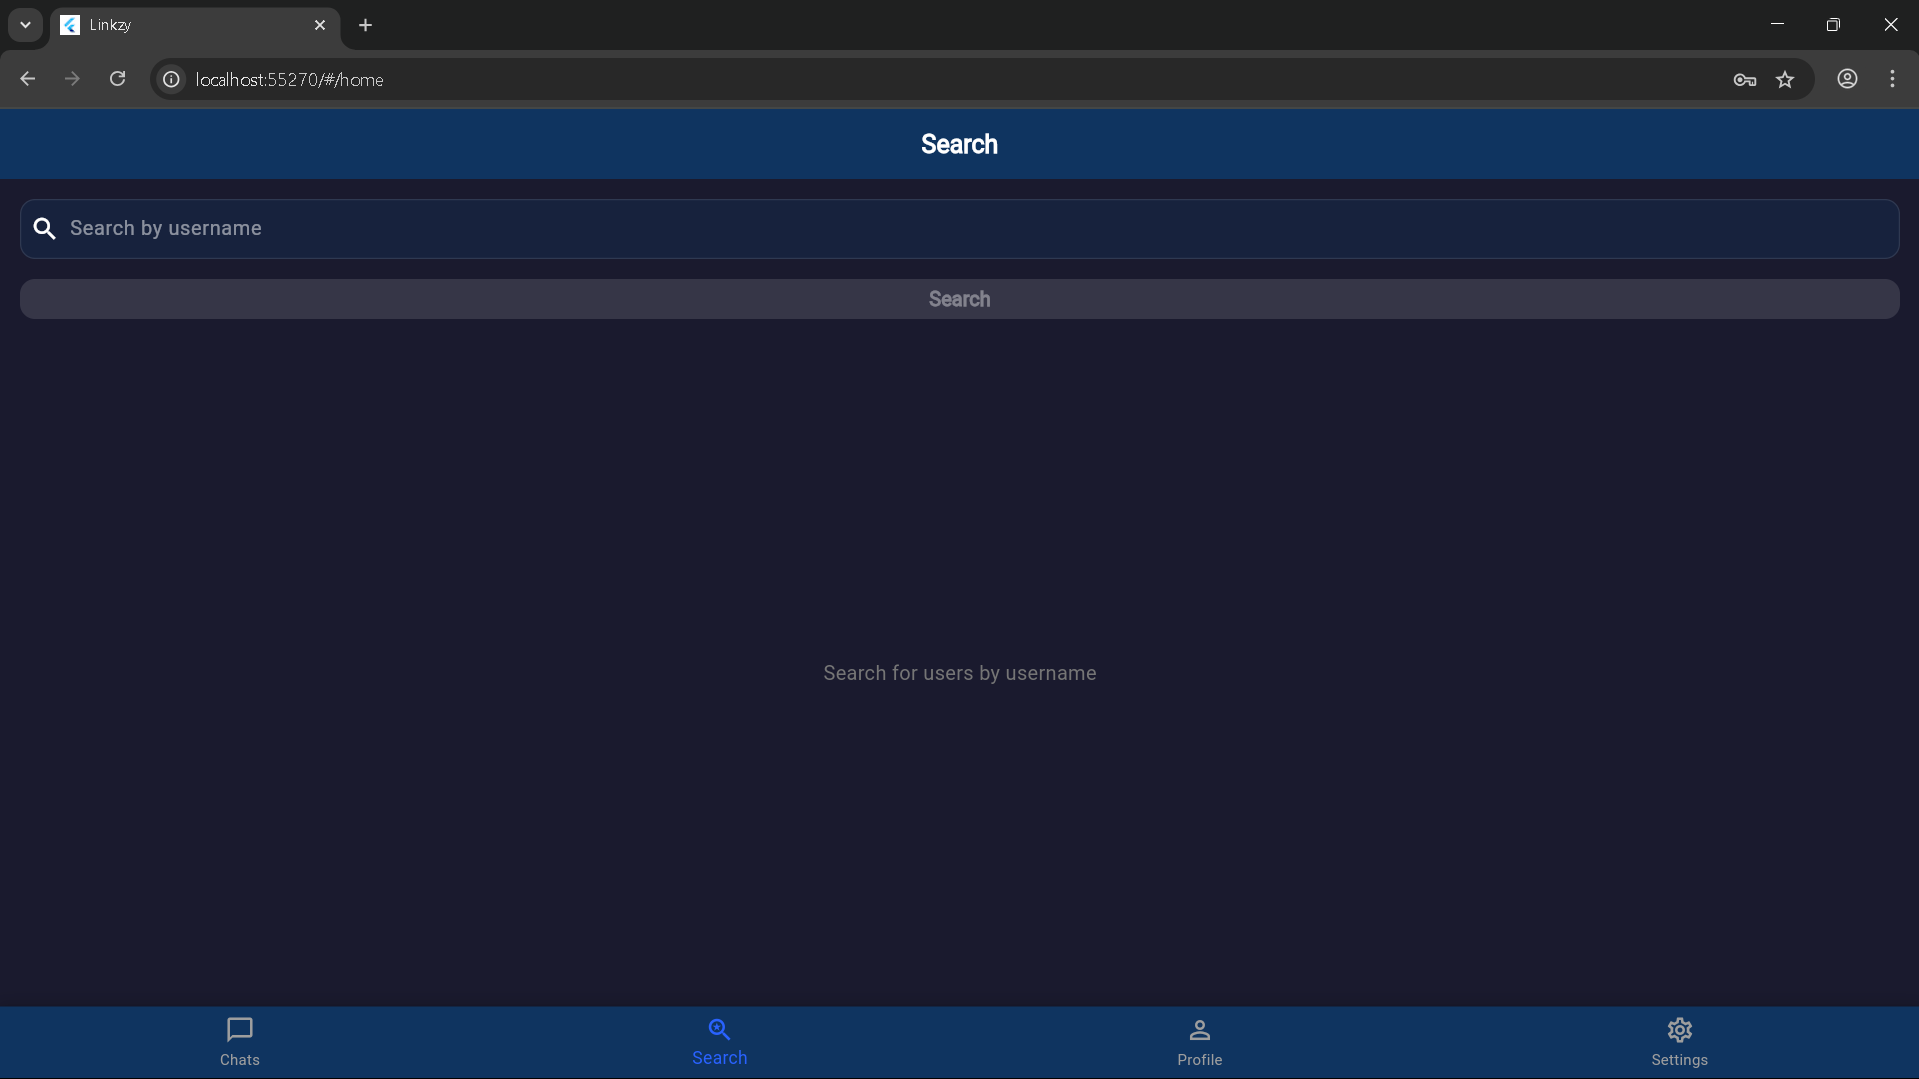 Linkzy
localhost:55270/#/home
Search
Search by username
Search
Search for users by username
Chats
Search
Profile
Settings